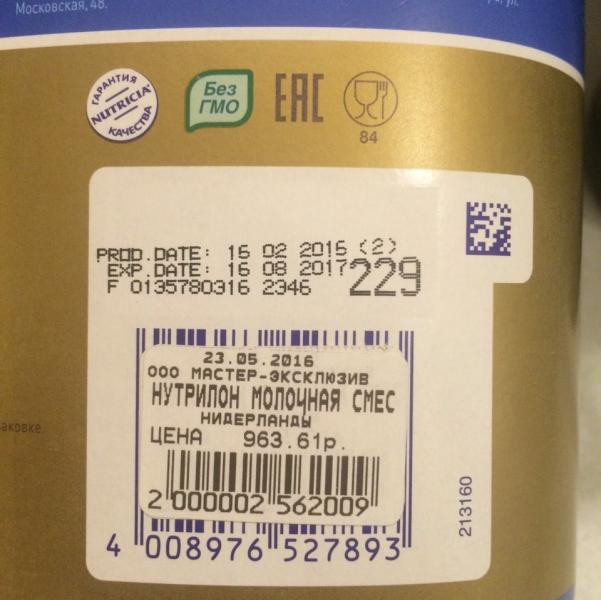 Московская, 48.
ГАРАНТИЯ
NUTRICIA
КАЧЕСТВА
Без
ГМО
EAC
84
PROD.DATE: 16 02 2016 (2)
EXP.DATE: 16 08 2017 229
F 0135780316 2346
23.05.2016
ООО МАСТЕР-ЭКСКЛЮЗИВ
НУТРИЛОН МОЛОЧНАЯ СМЕС
НИДЕРЛАНДЫ
ЦЕНА 963.61р.
2 000002 562009
4 008976 527893
213160